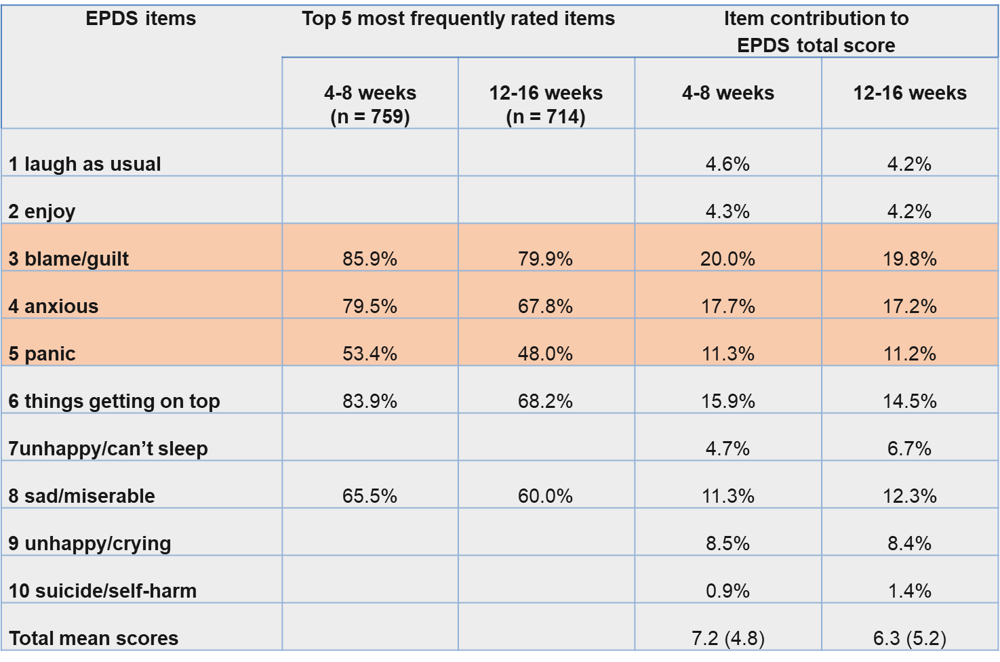 EPDS items Top 5 most frequently rated items Item contribution to
EPDS total score
4-8 weeks 12-16 weeks 4-8 weeks 12-16 weeks
(n = 759) (n = 714)
1 laugh as usual 4.6% 4.2%
2 enjoy 4.3% 4.2%
3 blame/guilt 85.9% 79.9% 20.0% 19.8%
4 anxious 79.5% 67.8% 17.7% 17.2%
5 panic 53.4% 48.0% 11.3% 11.2%
6 things getting on top 83.9% 68.2% 15.9% 14.5%
7unhappy/can’t sleep 4.7% 6.7%
8 sad/miserable 65.5% 60.0% 11.3% 12.3%
9 unhappy/crying 8.5% 8.4%
10 suicide/self-harm 0.9% 1.4%
Total mean scores 7.2 (4.8) 6.3 (5.2)